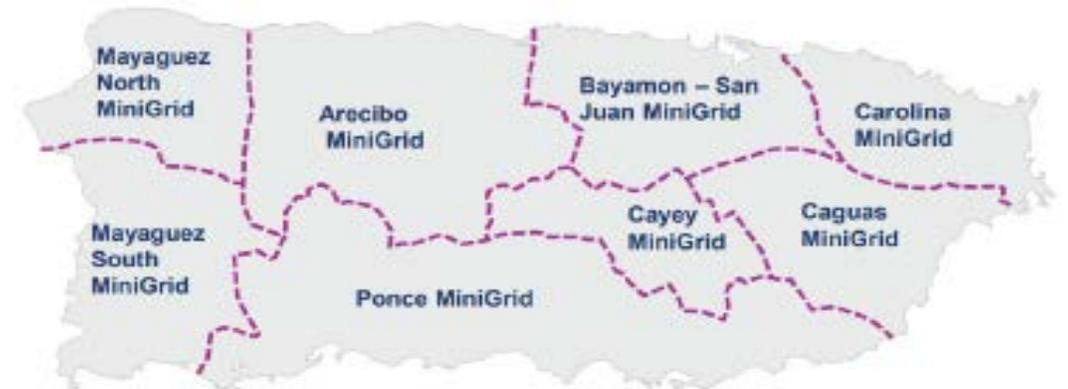 Mayaguez
North
MiniGrid
Arecibo
MiniGrid
Bayamon – San
Juan MiniGrid
Carolina
MiniGrid
Mayaguez
South
MiniGrid
Cayey
MiniGrid
Caguas
MiniGrid
Ponce MiniGrid